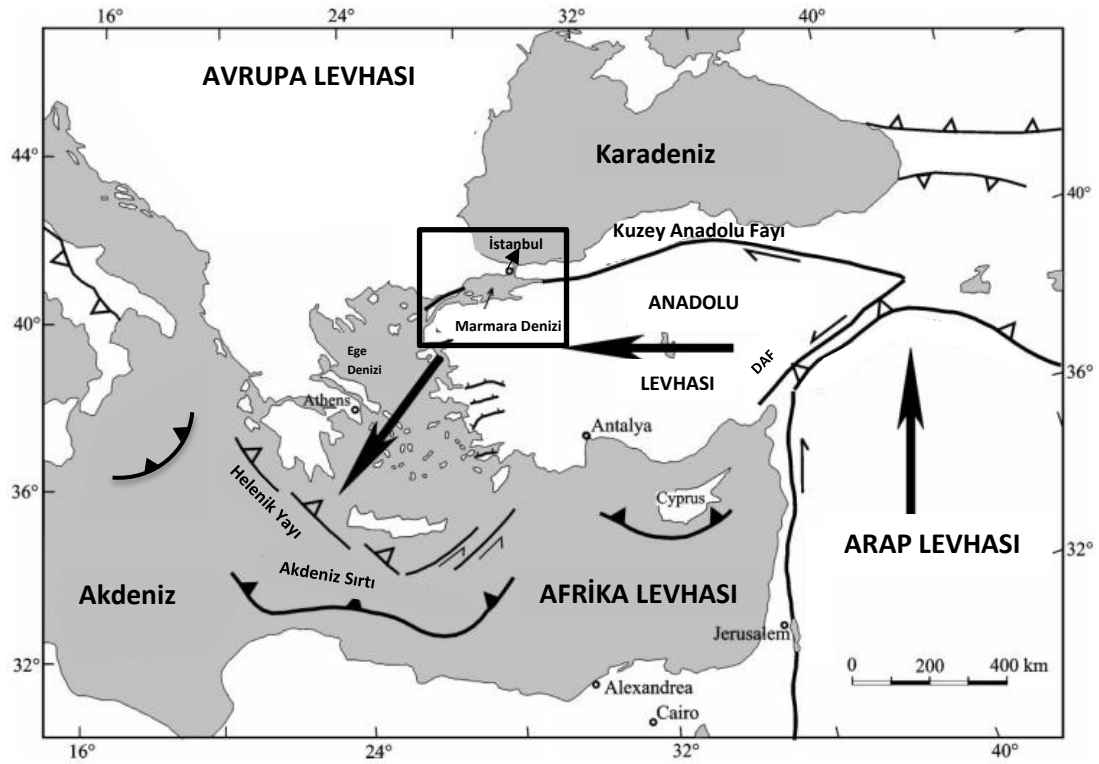 16° 24° 32° 40°
AVRUPA LEVHASI
Karadeniz
44°
40°
Kuzey Anadolu Fayı
İstanbul
ANADOLU
40°
Marmara Denizi
Ege
Denizi
LEVHASI
DAF
36°
Athens
Antalya
36°
Cyprus
Helenik Yayı
ARAP LEVHASI
32°
Akdeniz Sırtı
Akdeniz
AFRİKA LEVHASI
Jerusalem
32°
0 200 400 km
Alexandrea
Cairo
16° 24° 32° 40°